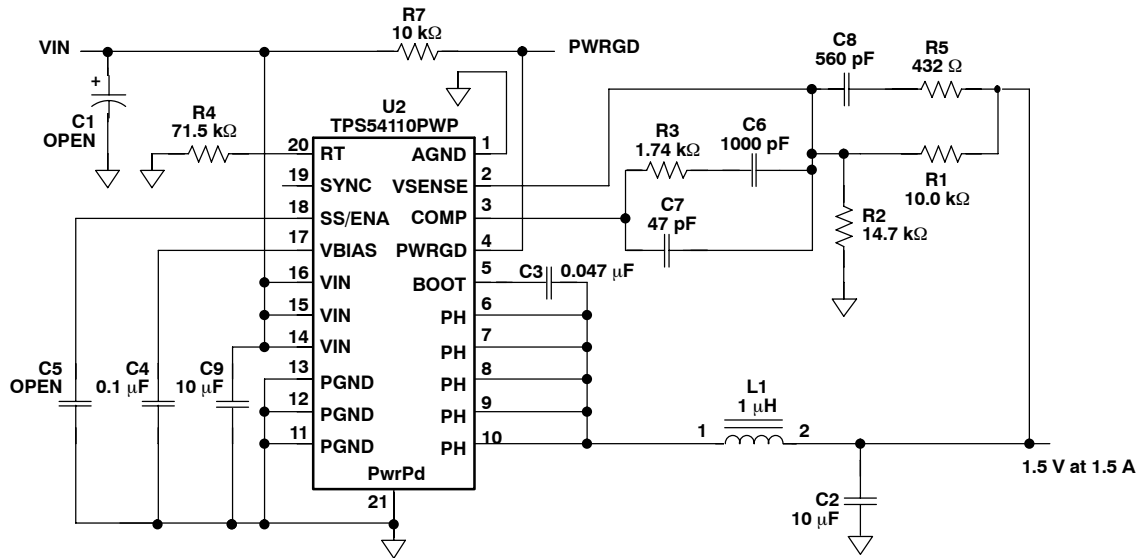 VIN
R7
10 kΩ
PWRGD
C8
560 pF
R5
432 Ω
+
C1
OPEN
R4
71.5 kΩ
U2
TPS54110PWP
R3
1.74 kΩ
C6
1000 pF
R1
10.0 kΩ
C7
47 pF
R2
14.7 kΩ
20 RT AGND 1
19 SYNC VSENSE 2
18 SS/ENA COMP 3
17 VBIAS PWRGD 4
16 VIN BOOT 5
15 VIN PH 6
14 VIN PH 7
13 PGND PH 8
12 PGND PH 9
11 PGND PH 10
PwrPd
21
C3 0.047 μF
C5
OPEN
C4
0.1 μF
C9
10 μF
L1
1 μH
1 2
1.5 V at 1.5 A
C2
10 μF